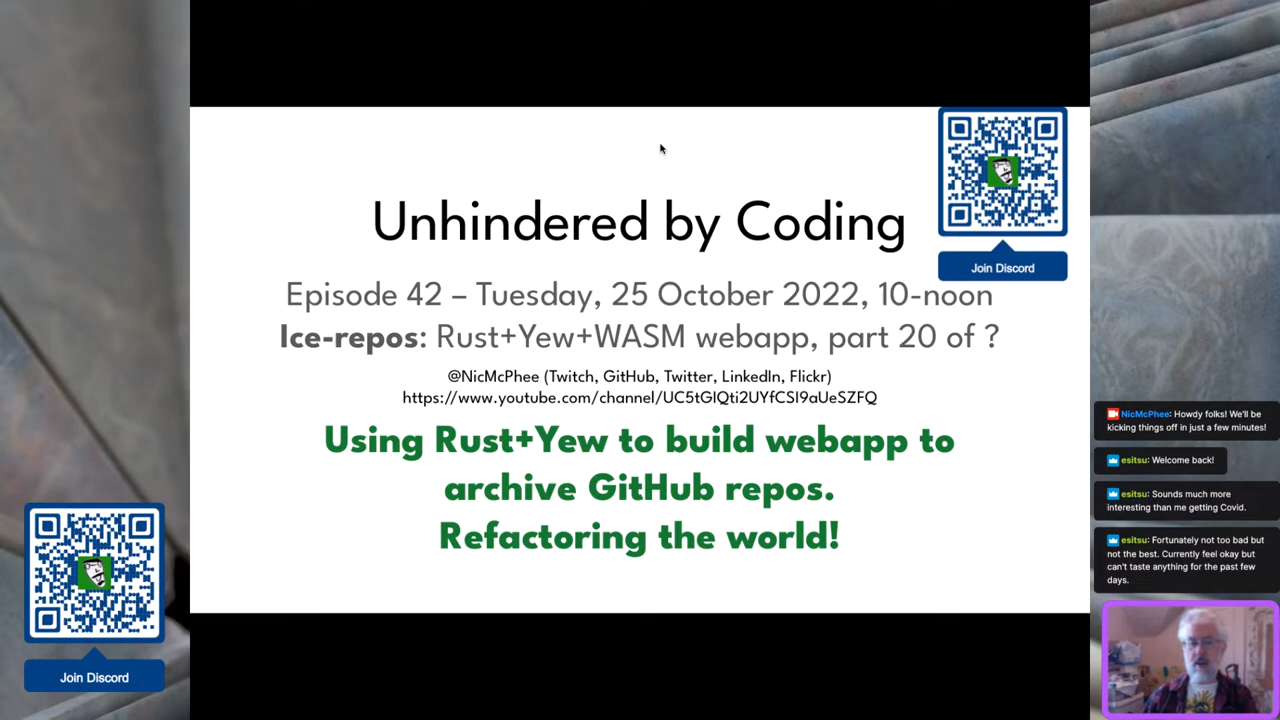 Unhindered by Coding
Join Discord
Episode 42 – Tuesday, 25 October 2022, 10-noon
Ice-repos: Rust+Yew+WASM webapp, part 20 of ?
@NicMcPhee (Twitch, GitHub, Twitter, LinkedIn, Flickr)
https://www.youtube.com/channel/UC5tGIQti2UYfCSI9aUeSZFQ
Using Rust+Yew to build webapp to
archive GitHub repos.
Refactoring the world!
NicMcPhee: Howdy folks! We'll be
kicking things off in just a few minutes!
esitsu: Welcome back!
esitsu: Sounds much more
interesting than me getting Covid.
esitsu: Fortunately not too bad but
not the best. Currently feel okay but
can't taste anything for the past few
days.
Join Discord